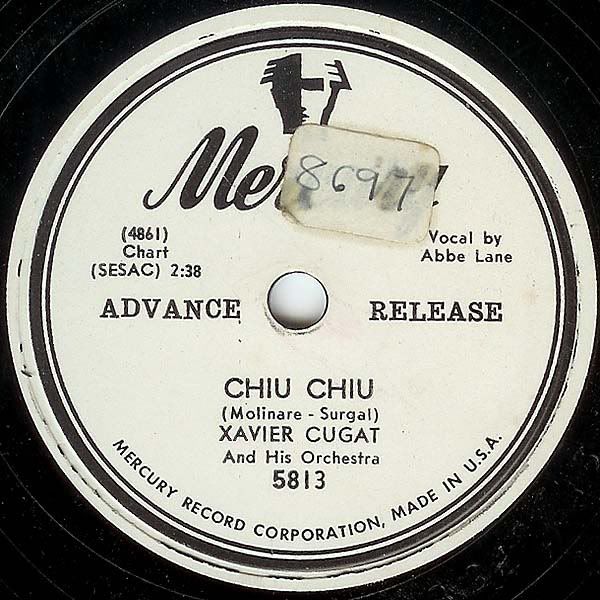 Mercury
8697
(4861)
Chart
(SESAC) 2:38
Vocal by
Abbe Lane
ADVANCE RELEASE
CHIU CHIU
(Molinare - Surgal)
XAVIER CUGAT
And His Orchestra
5813
MERCURY RECORD CORPORATION, MADE IN U.S.A.